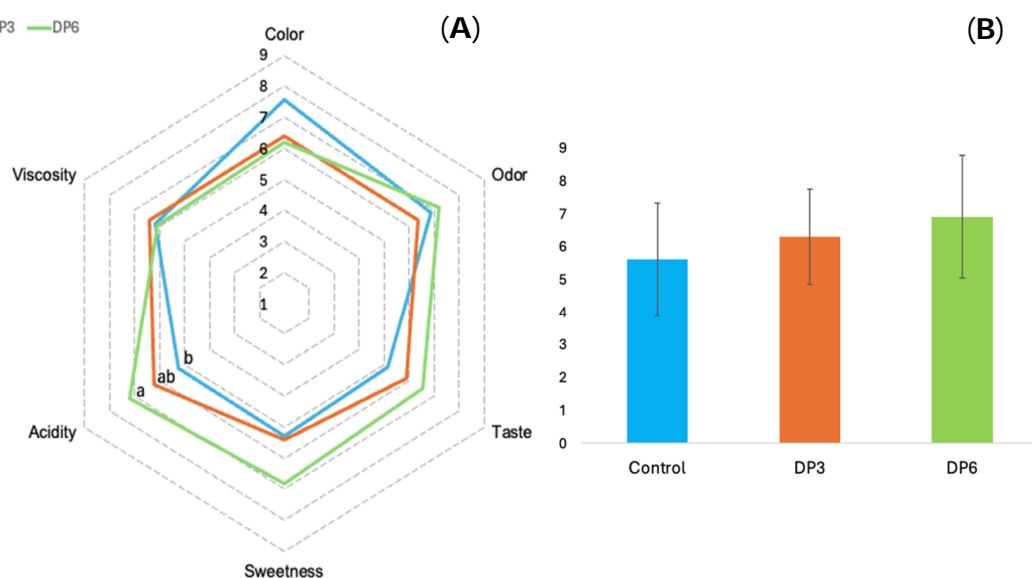 P3 DP6
(A)
Color
9
8
7
6
5
4
3
2
1
Viscosity
Odor
b
ab
a
Acidity
Taste
Sweetness
(B)
9
8
7
6
5
4
3
2
1
0
Control DP3 DP6